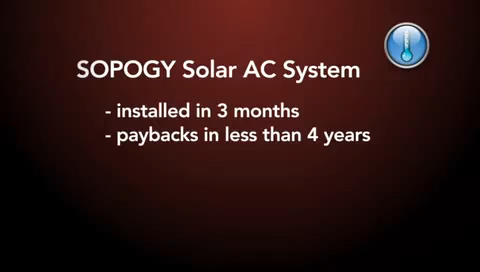 SOPOGY Solar AC System
- installed in 3 months
- paybacks in less than 4 years